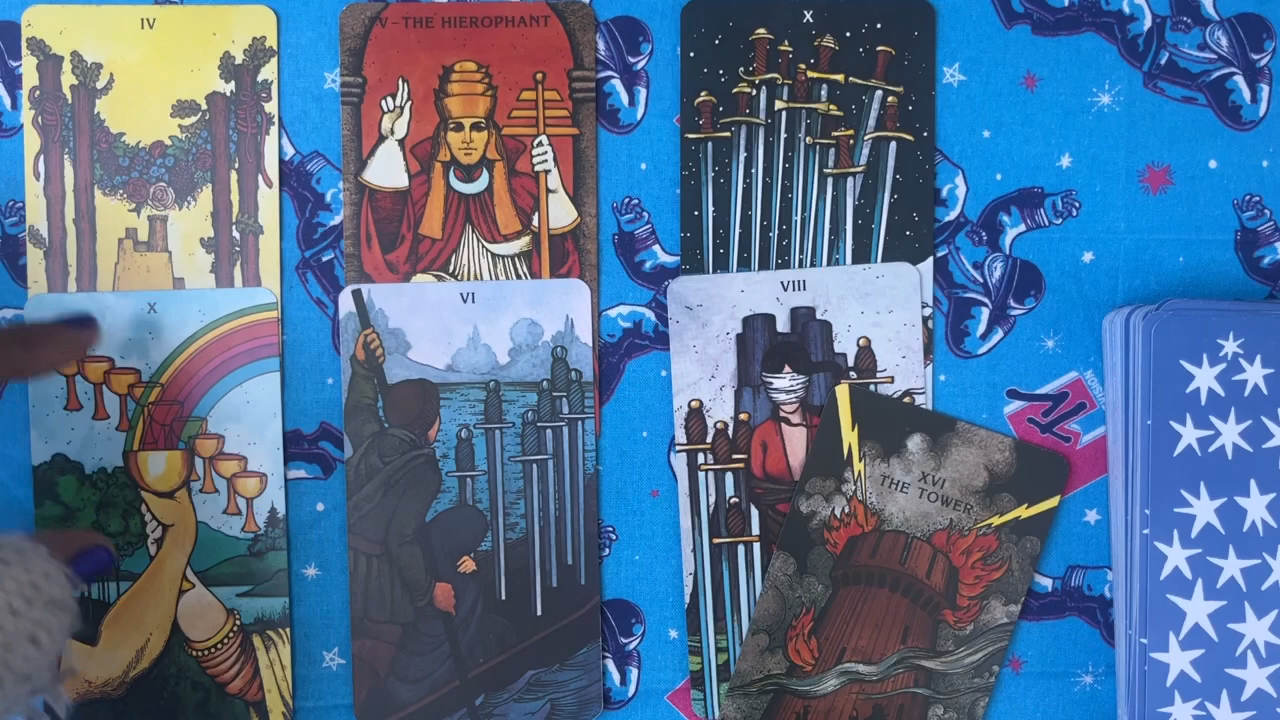 IV
V - THE HIEROPHANT
X
X
VI
VIII
XVI
THE TOWER